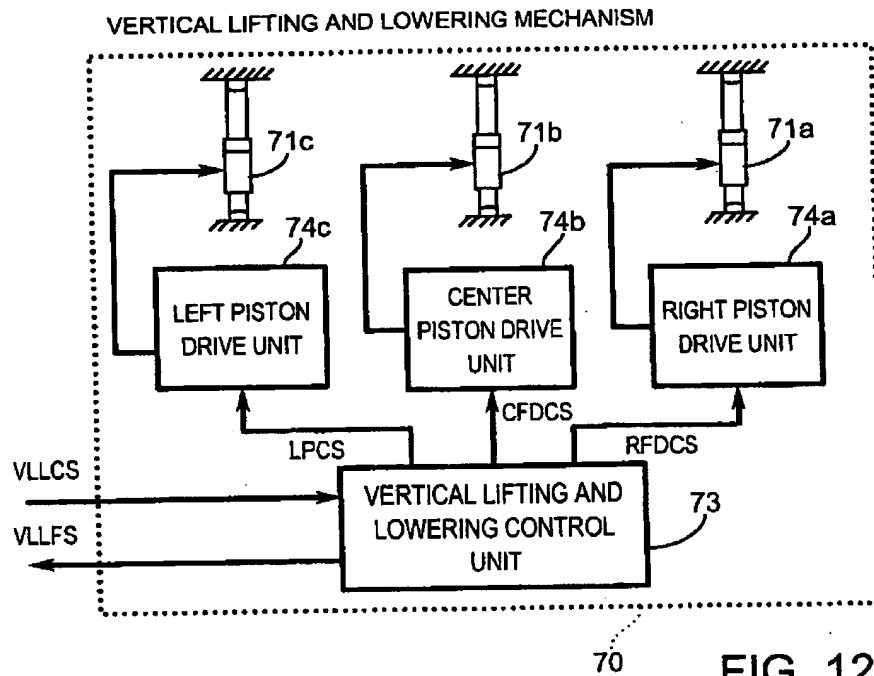 VERTICAL LIFTING AND LOWERING MECHANISM
71c
71b
71a
74c
74b
74a
LEFT PISTON
DRIVE UNIT
CENTER
PISTON DRIVE
UNIT
RIGHT PISTON
DRIVE UNIT
LPCS
CFDCS
RFDCS
VLLCS
VLLFS
VERTICAL LIFTING AND
LOWERING CONTROL
UNIT
73
70
FIG. 12